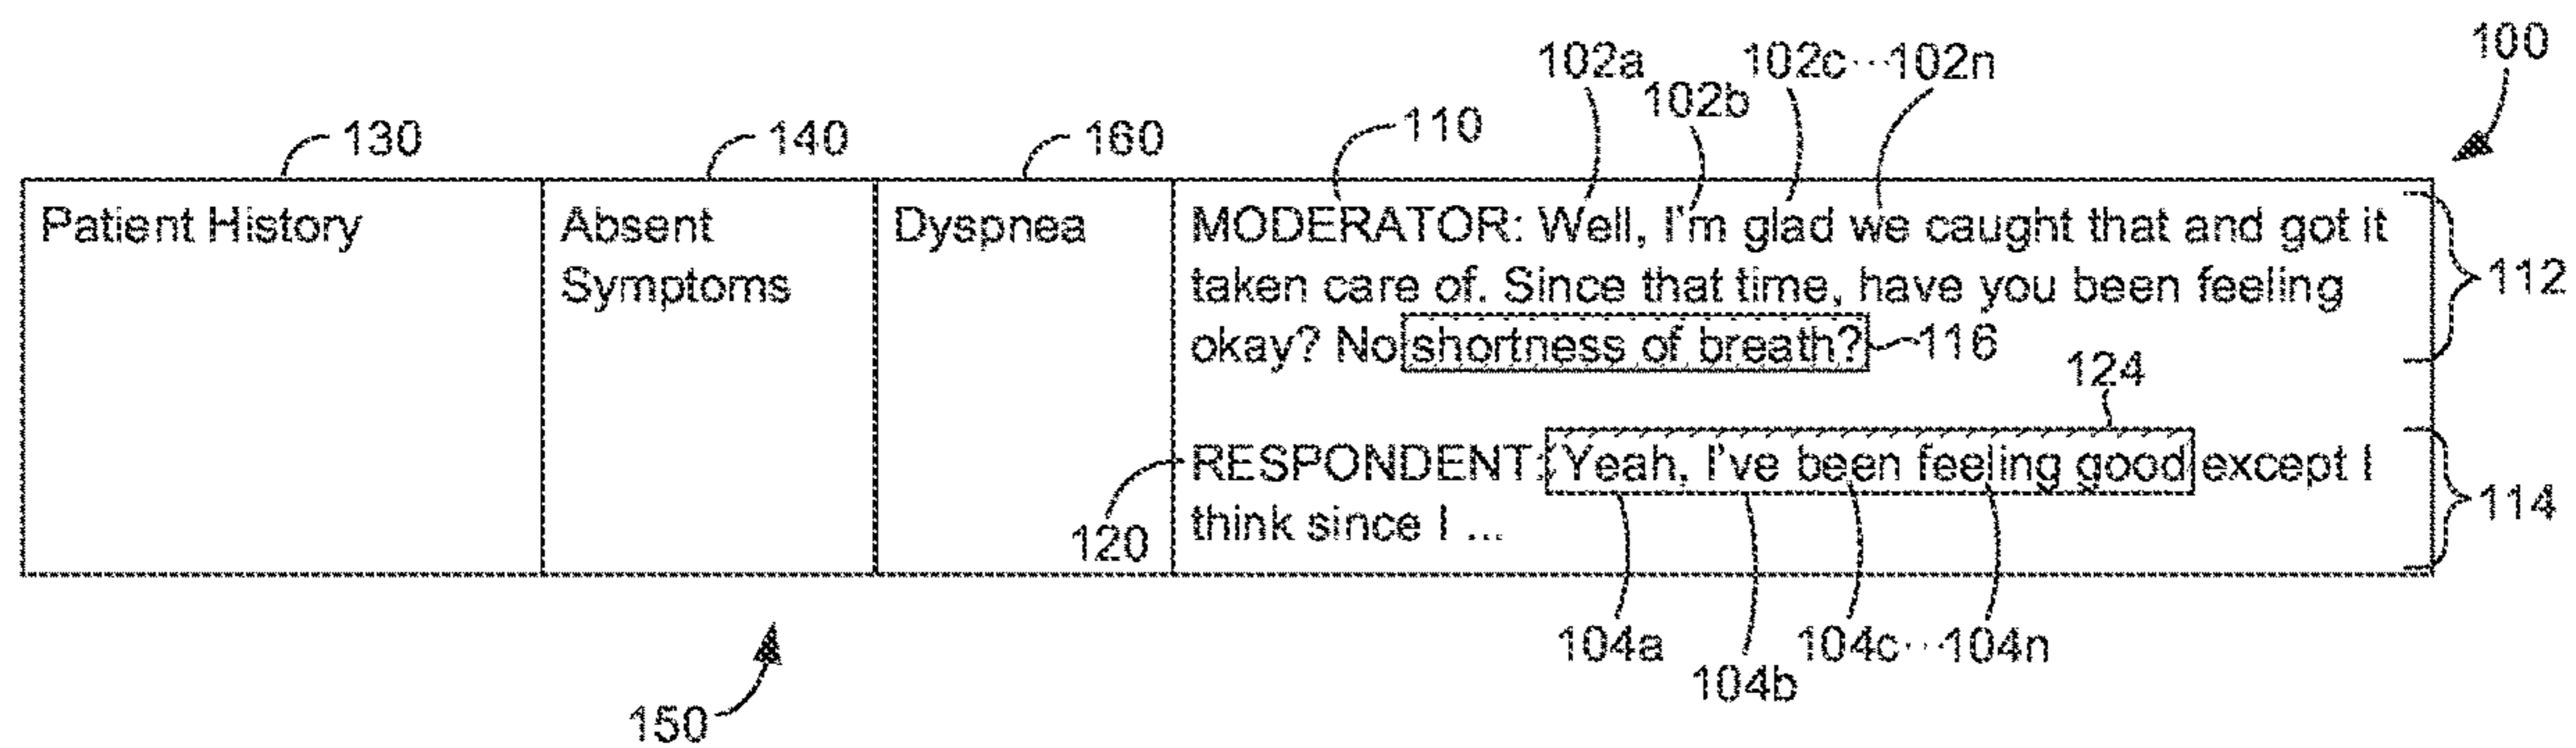 100
102a 102c ... 102n
102b
130 140 160 110
Patient History
Absent
Symptoms
Dyspnea
MODERATOR: Well, I'm glad we caught that and got it
taken care of. Since that time, have you been feeling
okay? No shortness of breath?
112
116
124
RESPONDENT: Yeah, I've been feeling good except I
think since I ...
114
120
104a 104c ... 104n
104b
150